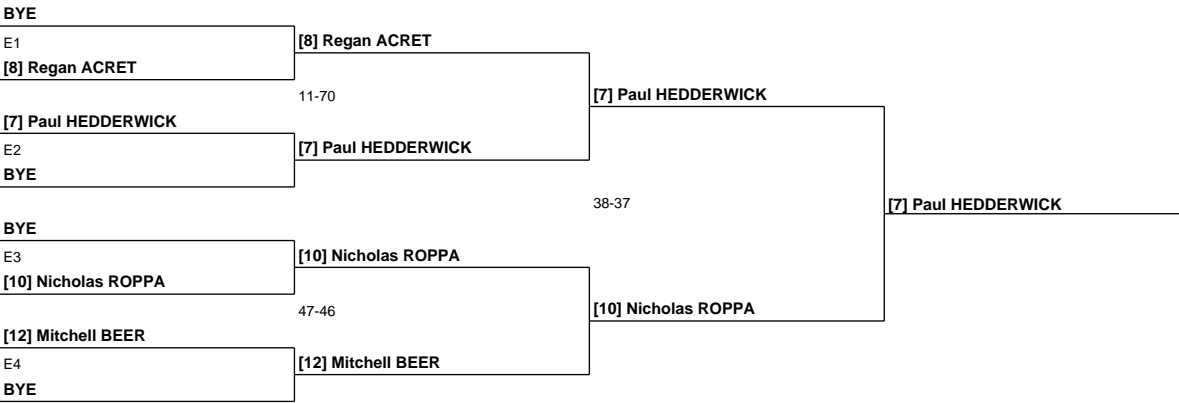 BYE
E1
[8] Regan ACRET
[8] Regan ACRET
11-70
[7] Paul HEDDERWICK
[7] Paul HEDDERWICK
E2
[7] Paul HEDDERWICK
BYE
38-37
[7] Paul HEDDERWICK
BYE
E3
[10] Nicholas ROPPA
[10] Nicholas ROPPA
47-46
[10] Nicholas ROPPA
[12] Mitchell BEER
E4
[12] Mitchell BEER
BYE